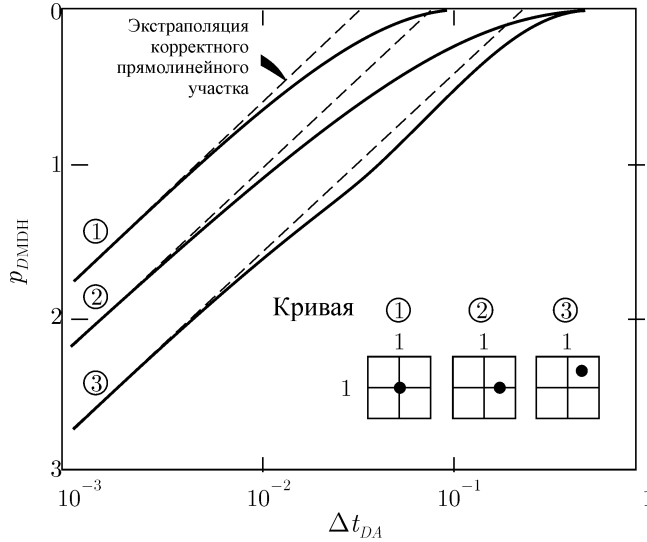 0
Экстраполяция
корректного
прямолинейного
участка
1
p_DMDH
①
②
2
Кривая ① ② ③
1 1 1
③
1
3
10⁻³ 10⁻² 10⁻¹ 1
Δt_DA